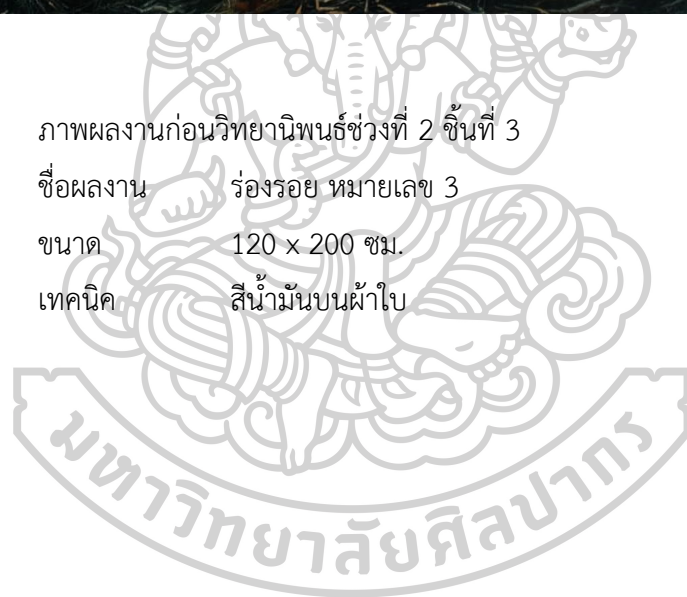 ภาพผลงานก่อนวิทยานิพนธ์ช่วงที่ 2 ชิ้นที่ 3
ชื่อผลงาน ร่องรอย หมายเลข 3
ขนาด 120 x 200 ซม.
เทคนิค สีน้ำมันบนผ้าใบ
มหาวิทยาลัยศิลปากร